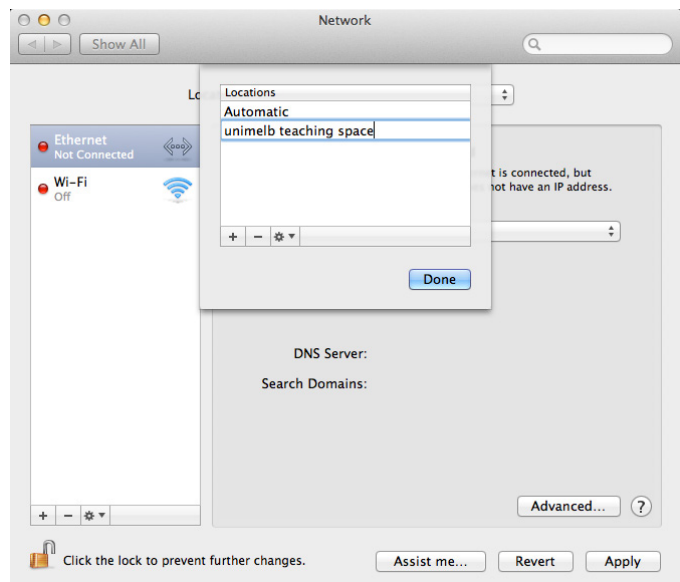 Network
Show All
Lo
Locations
Automatic
unimelb teaching space
Ethernet
Not Connected
Wi-Fi
Off
t is connected, but
not have an IP address.
Done
DNS Server:
Search Domains:
Advanced... ?
Click the lock to prevent further changes.
Assist me... Revert Apply